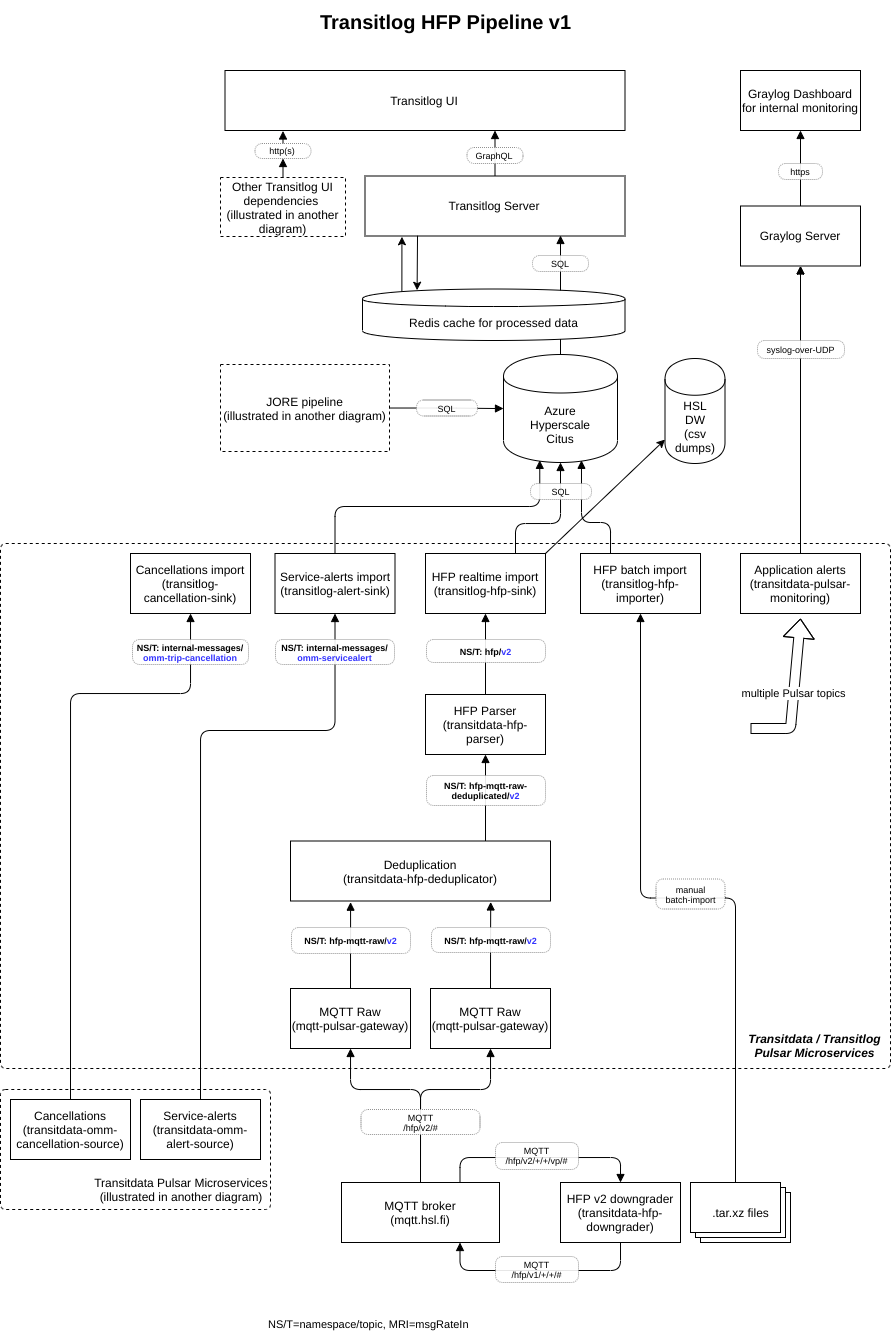 Transitlog HFP Pipeline v1
Transitlog UI
Graylog Dashboard
for internal monitoring
http(s)
GraphQL
https
Other Transitlog UI
dependencies
(illustrated in another
diagram)
Transitlog Server
Graylog Server
SQL
Redis cache for processed data
syslog-over-UDP
JORE pipeline
(illustrated in another diagram)
SQL
Azure
Hyperscale
Citus
HSL
DW
(csv
dumps)
SQL
Cancellations import
(transitlog-
cancellation-sink)
Service-alerts import
(transitlog-alert-sink)
HFP realtime import
(transitlog-hfp-sink)
HFP batch import
(transitlog-hfp-
importer)
Application alerts
(transitdata-pulsar-
monitoring)
NS/T: internal-messages/
omm-trip-cancellation
NS/T: internal-messages/
omm-servicealert
NS/T: hfp/v2
multiple Pulsar topics
HFP Parser
(transitdata-hfp-
parser)
NS/T: hfp-mqtt-raw-
deduplicated/v2
Deduplication
(transitdata-hfp-deduplicator)
manual
batch-import
NS/T: hfp-mqtt-raw/v2
NS/T: hfp-mqtt-raw/v2
MQTT Raw
(mqtt-pulsar-gateway)
MQTT Raw
(mqtt-pulsar-gateway)
Transitdata / Transitlog
Pulsar Microservices
Cancellations
(transitdata-omm-
cancellation-source)
Service-alerts
(transitdata-omm-
alert-source)
Transitdata Pulsar Microservices
(illustrated in another diagram)
MQTT
/hfp/v2/#
MQTT
/hfp/v2/+/+/vp/#
MQTT broker
(mqtt.hsl.fi)
HFP v2 downgrader
(transitdata-hfp-
downgrader)
.tar.xz files
MQTT
/hfp/v1/+/+/#
NS/T=namespace/topic, MRI=msgRateIn